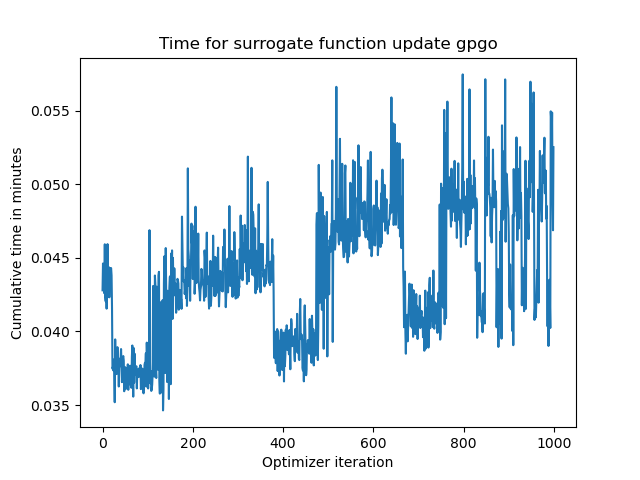 Time for surrogate function update gpgo
Cumulative time in minutes
0.055
0.050
0.045
0.040
0.035
0 200 400 600 800 1000
Optimizer iteration